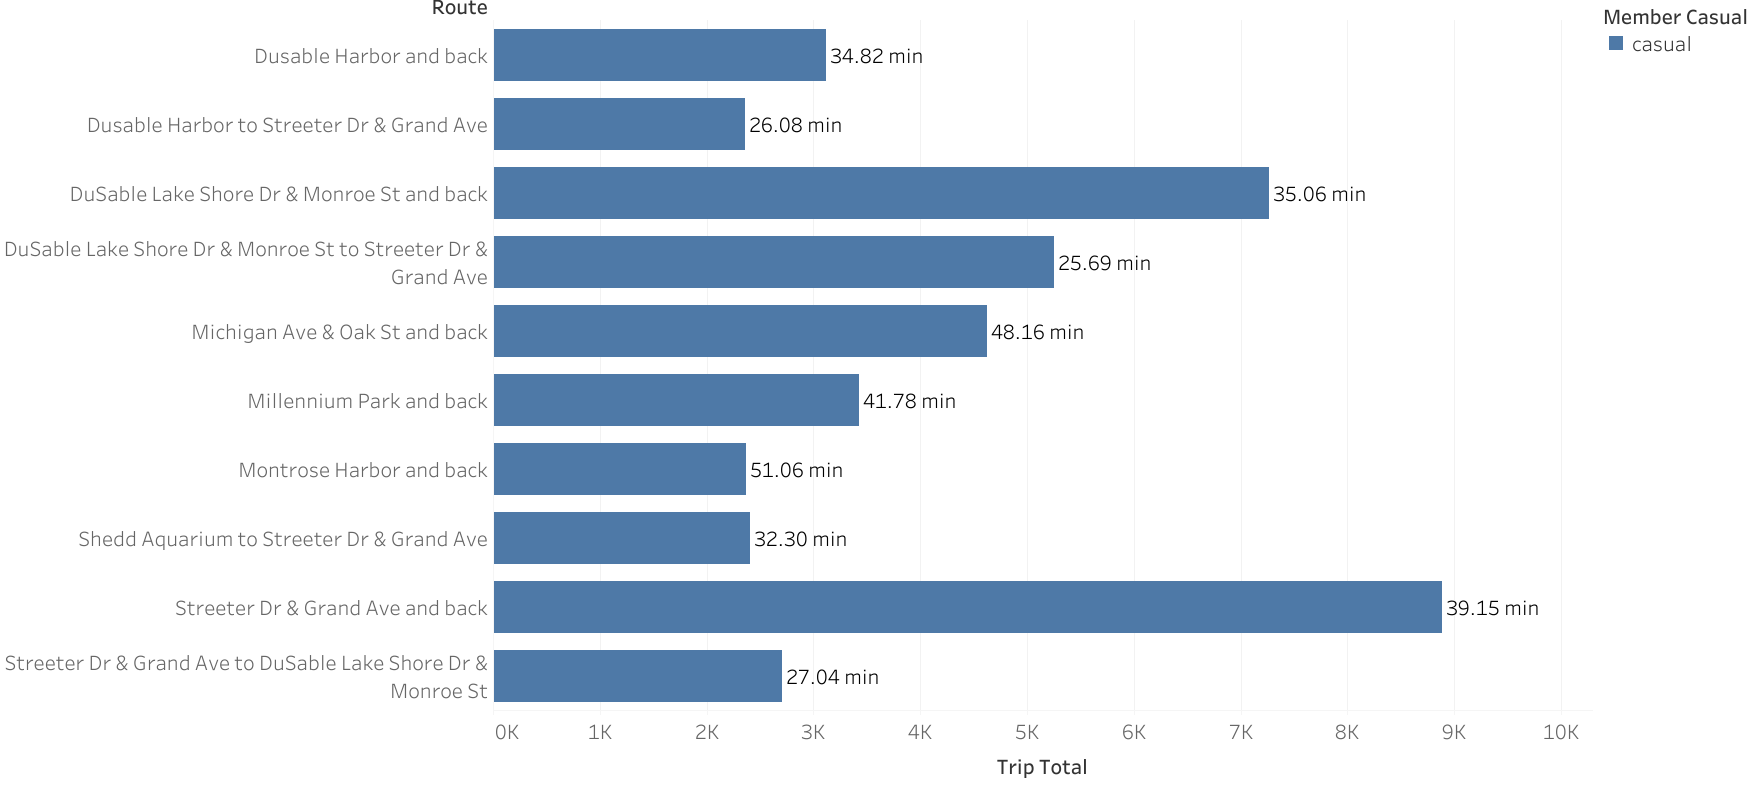 Route
Member Casual
casual
Dusable Harbor and back
34.82 min
Dusable Harbor to Streeter Dr & Grand Ave
26.08 min
DuSable Lake Shore Dr & Monroe St and back
35.06 min
DuSable Lake Shore Dr & Monroe St to Streeter Dr &
Grand Ave
25.69 min
Michigan Ave & Oak St and back
48.16 min
Millennium Park and back
41.78 min
Montrose Harbor and back
51.06 min
Shedd Aquarium to Streeter Dr & Grand Ave
32.30 min
Streeter Dr & Grand Ave and back
39.15 min
Streeter Dr & Grand Ave to DuSable Lake Shore Dr &
Monroe St
27.04 min
0K 1K 2K 3K 4K 5K 6K 7K 8K 9K 10K
Trip Total